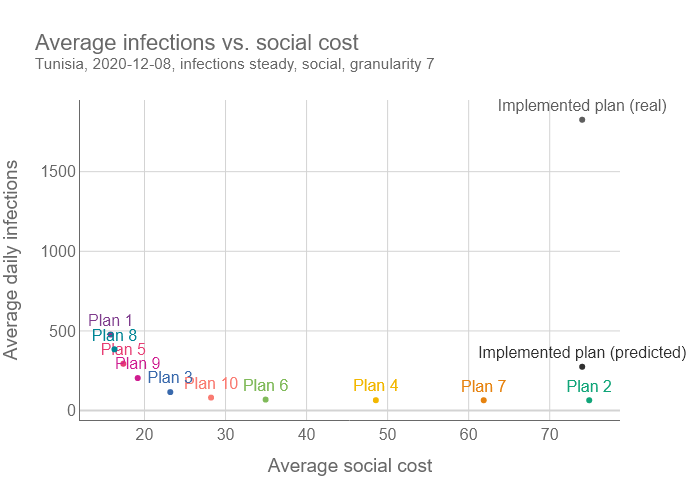 Average infections vs. social cost
Tunisia, 2020-12-08, infections steady, social, granularity 7
Implemented plan (real)
1500
Average daily infections
1000
500
Plan 1
Plan 8
Plan 5
Plan 9
Implemented plan (predicted)
Plan 3
Plan 10
Plan 6
Plan 4
Plan 7
Plan 2
0
20
30
40
50
60
70
Average social cost